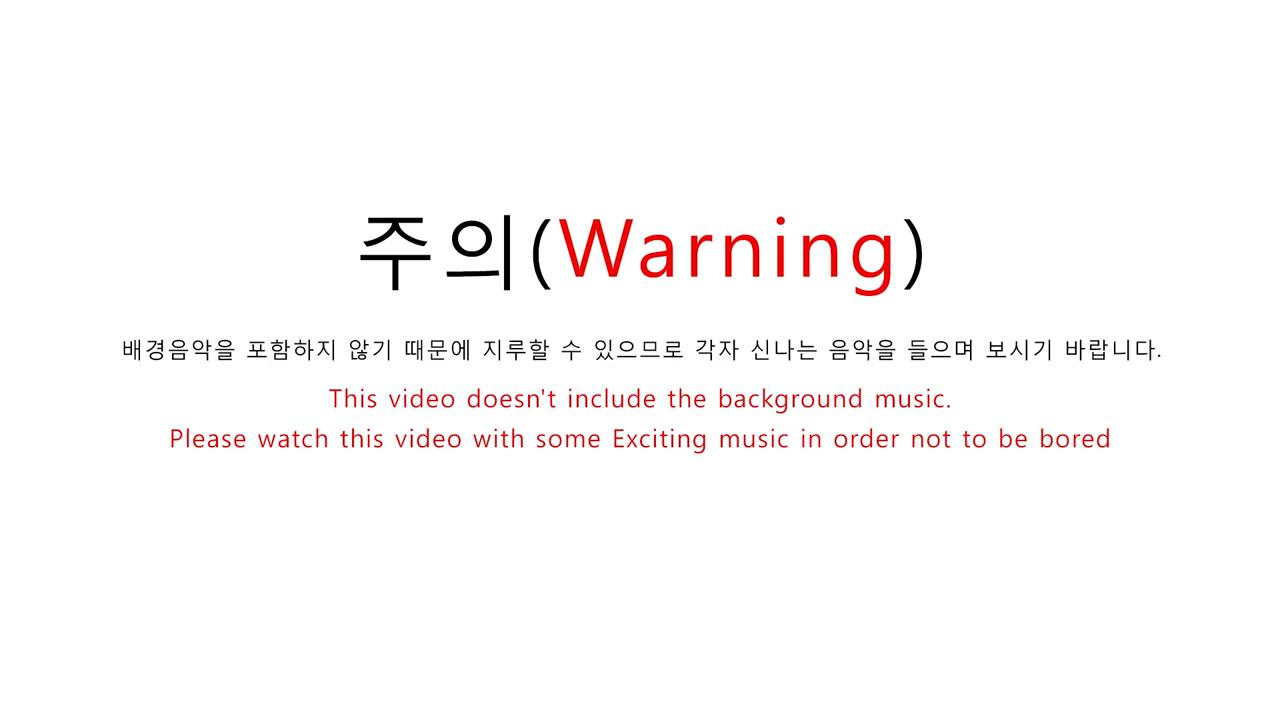 주의(Warning)
배경음악을 포함하지 않기 때문에 지루할 수 있으므로 각자 신나는 음악을 들으며 보시기 바랍니다.
This video doesn't include the background music.
Please watch this video with some Exciting music in order not to be bored